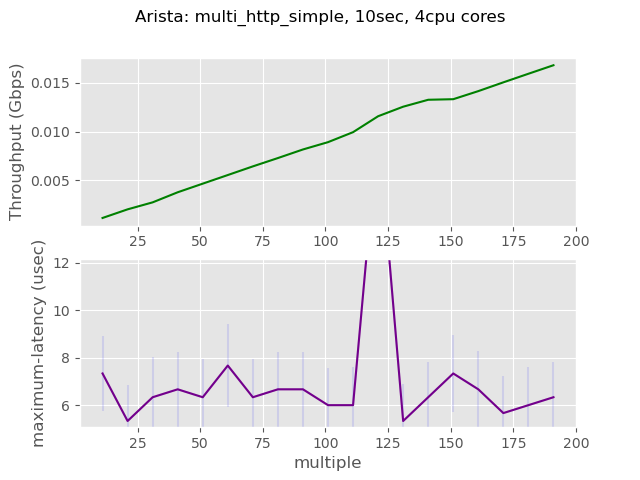 Arista: multi_http_simple, 10sec, 4cpu cores
Throughput (Gbps)
0.015
0.010
0.005
25 50 75 100 125 150 175 200
maximum-latency (usec)
12
10
8
6
25 50 75 100 125 150 175 200
multiple